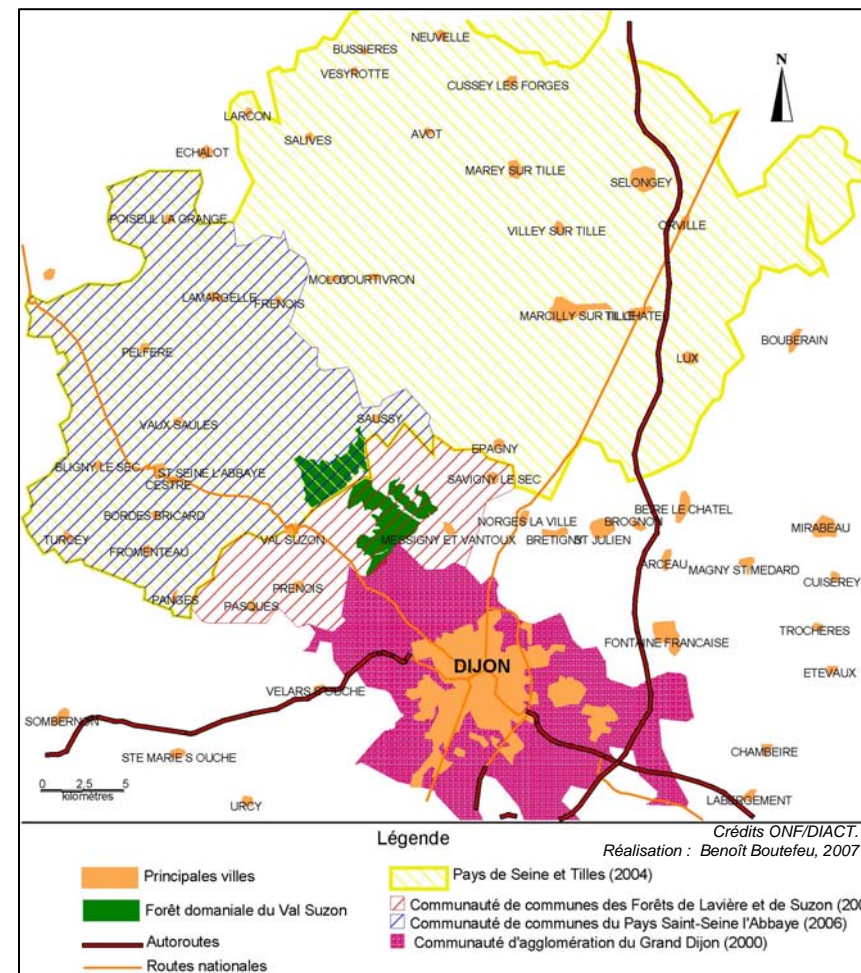 NEUVELLE
BUSSIERES
N
VESYROTTE
CUSSEY LES FORGES
LARCON
SALIVES
AVOT
ECHALOT
MAREY SUR TILLE
SELONGEY
POISEUL LA GRANGE
ORVILLE
VILLEY SUR TILLE
COURTIVRON
LAMARGELLE
FRENOIS
MARCILLY SUR TILLE
BOUBERAIN
PELFERE
LUX
SAUSSY
VAUX SAULES
EPAGNY
BLIGNY LE SEC
ST SEINE L'ABBAYE
SAVIGNY LE SEC
CESTRE
BEIRE LE CHATEL
BORDES BRICARD
NORGES LA VILLE
BROGNON
MIRABEAU
TURCEY
VAL SUZON
MESSIGNY ET VANTOUX
BRETIGNY
ST JULIEN
FROMENTEAU
ARCEAU
MAGNY ST MEDARD
CUISEREY
PANGES
PRENOIS
PASQUES
TROCHERES
FONTAINE FRANCAISE
DIJON
ETEVAUX
VELARS S OUCHE
SOMBERNON
STE MARIE S OUCHE
CHAMBEIRE
0 2,5 5
kilomètres
LABERGEMENT
URCY
Légende
Crédits ONF/DIACT.
Réalisation : Benoît Boutefeu, 2007
Principales villes
Forêt domaniale du Val Suzon
Autoroutes
Routes nationales
Pays de Seine et Tilles (2004)
Communauté de communes des Forêts de Lavière et de Suzon (200
Communauté de communes du Pays Saint-Seine l'Abbaye (2006)
Communauté d'agglomération du Grand Dijon (2000)